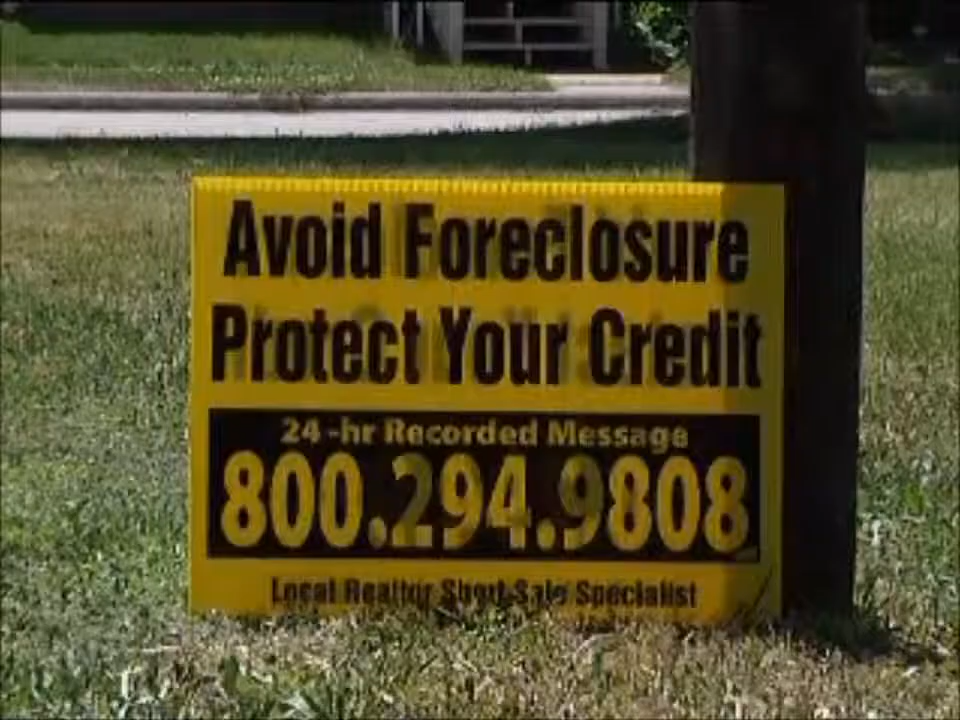 Avoid Foreclosure
Protect Your Credit
24-hr Recorded Message
800.294.9808
Local Realtor Short Sale Specialist